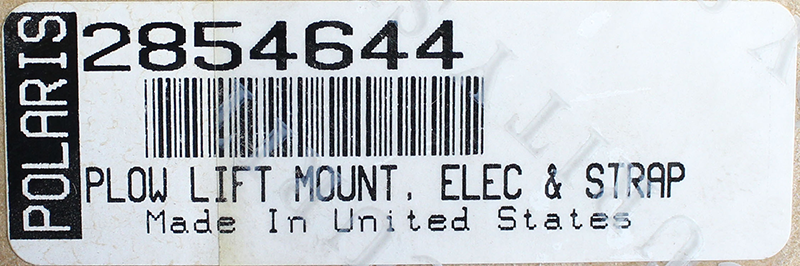 POLARIS
2854644
PLOW LIFT MOUNT, ELEC & STRAP
Made In United States